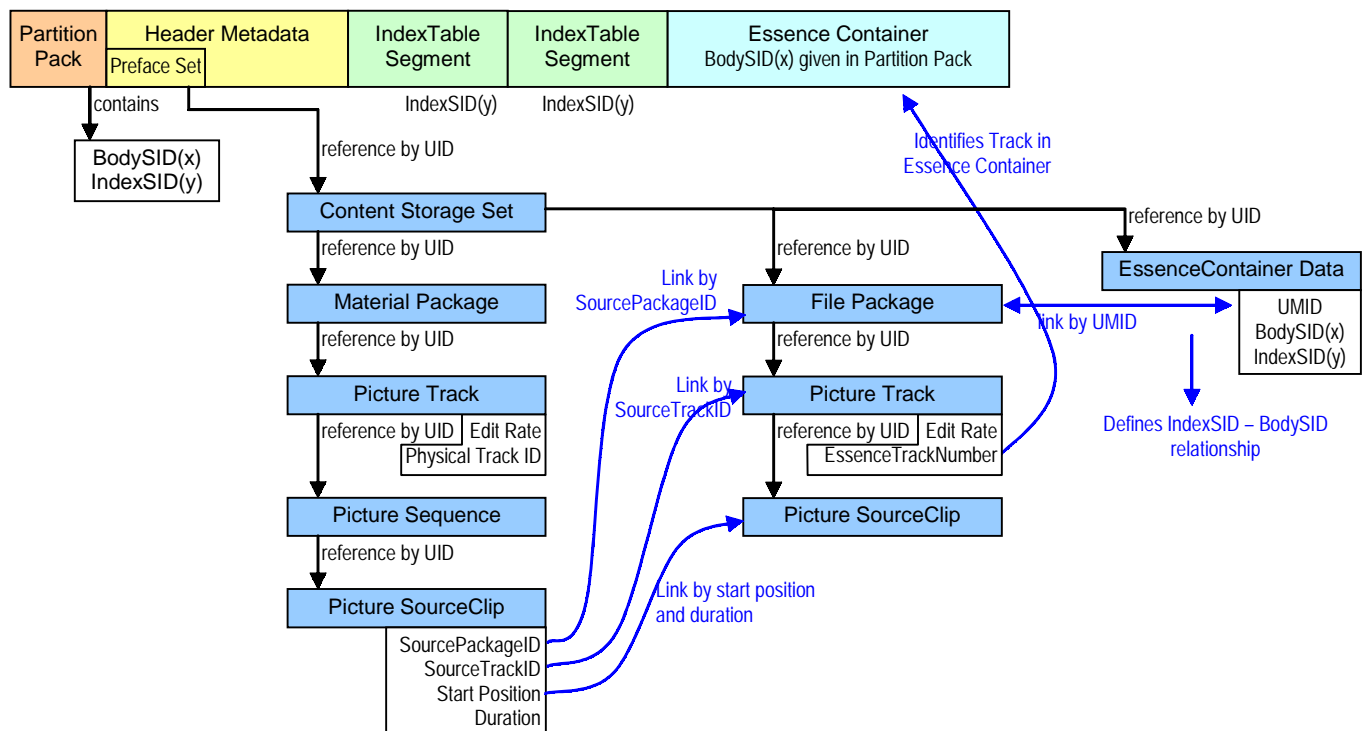 Partition
Pack
Header Metadata
Preface Set
IndexTable
Segment
IndexTable
Segment
Essence Container
BodySID(x) given in Partition Pack
contains
IndexSID(y)
IndexSID(y)
BodySID(x)
IndexSID(y)
reference by UID
Identifies Track in
Essence Container
Content Storage Set
reference by UID
reference by UID
reference by UID
Link by
SourcePackageID
EssenceContainer Data
UMID
BodySID(x)
IndexSID(y)
Material Package
File Package
link by UMID
reference by UID
reference by UID
Link by
SourceTrackID
Picture Track
reference by UID
Edit Rate
Physical Track ID
Picture Track
reference by UID
Edit Rate
EssenceTrackNumber
Defines IndexSID – BodySID
relationship
Picture Sequence
Picture SourceClip
reference by UID
Link by start position
and duration
Picture SourceClip
SourcePackageID
SourceTrackID
Start Position
Duration